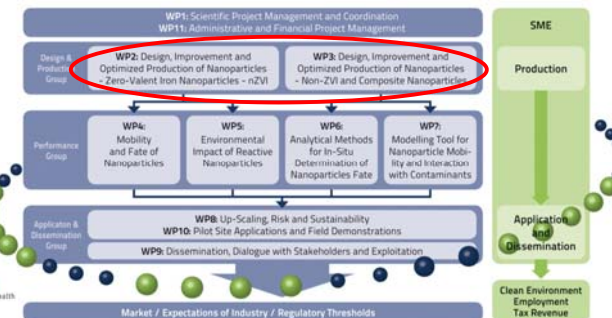 WP1: Scientific Project Management and Coordination
WP11: Administrative and Financial Project Management
Design &
Production
Group
WP2: Design, Improvement and
Optimized Production of Nanoparticles
- Zero-Valent Iron Nanoparticles - nZVI
WP3: Design, Improvement and
Optimized Production of Nanoparticles
- Non-ZVI and Composite Nanoparticles
Performance
Group
WP4:
Mobility
and Fate of
Nanoparticles
WP5:
Environmental
Impact of Reactive
Nanoparticles
WP6:
Analytical Methods
for In-Situ
Determination of
Nanoparticles Fate
WP7:
Modelling Tool for
Nanoparticle Mobi-
lity and Interaction
with Contaminants
Applicaton &
Dissemination
Group
WP8: Up-Scaling, Risk and Sustainability
WP10: Pilot Site Applications and Field Demonstrations
WP9: Dissemination, Dialogue with Stakeholders and Exploitation
Market / Expectations of Industry / Regulatory Thresholds
SME
Production
Application
and
Dissemination
Clean Environment
Employment
Tax Revenue